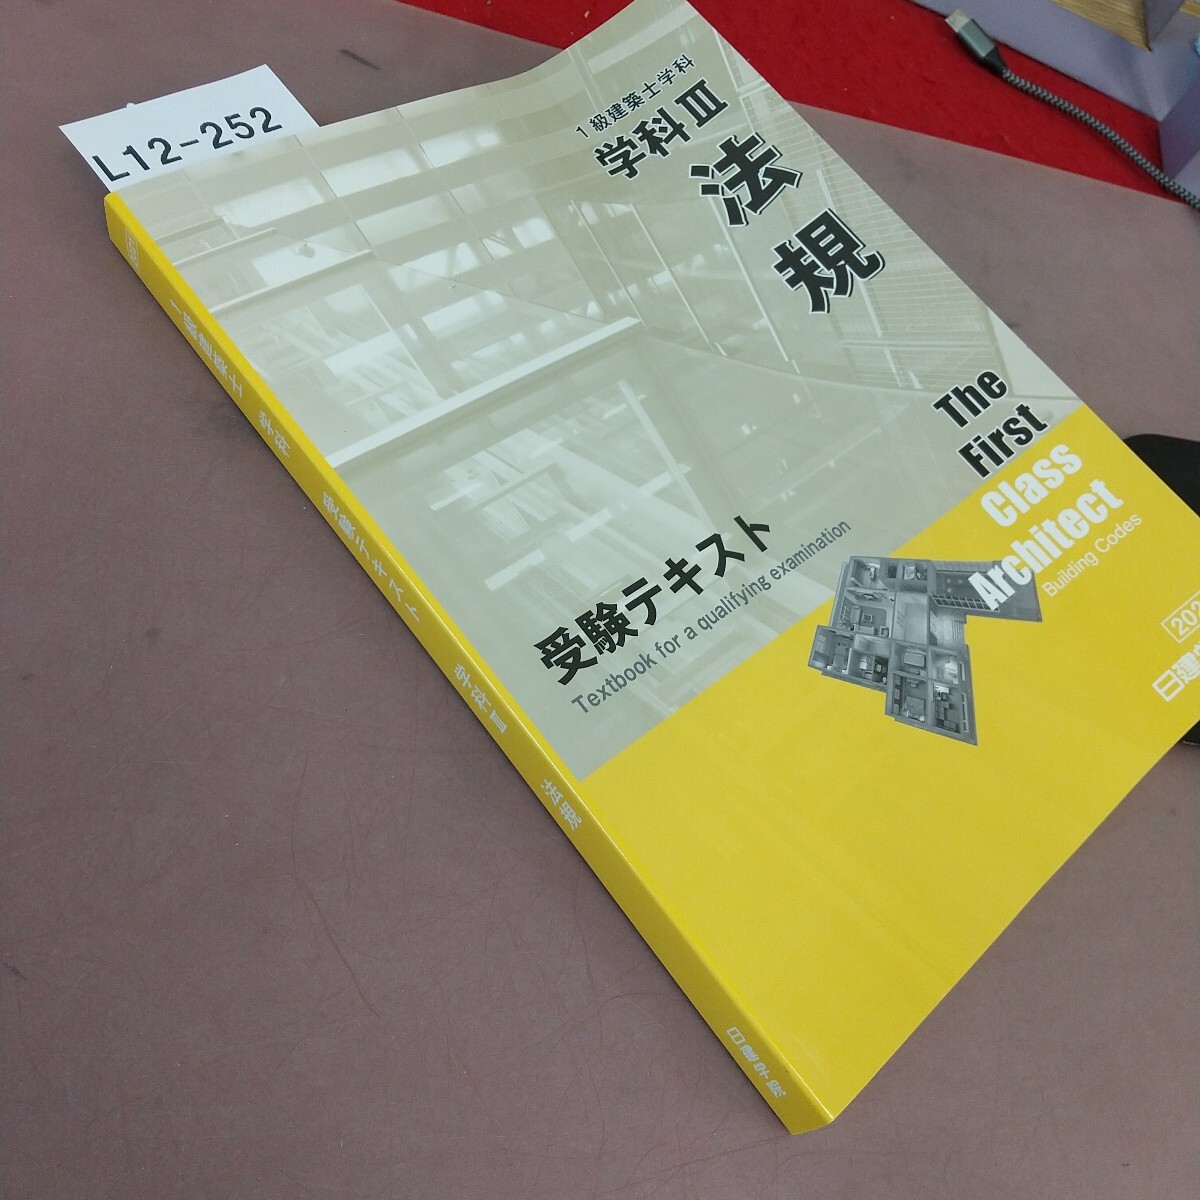 L12-252
1級建築士学科
学科III
法規
The
First
Class
Architect
Building Codes
受験テキスト
Textbook for a qualifying examination
日建学
1級建築士 学科 受験テキスト 学科III 法規
日建学院